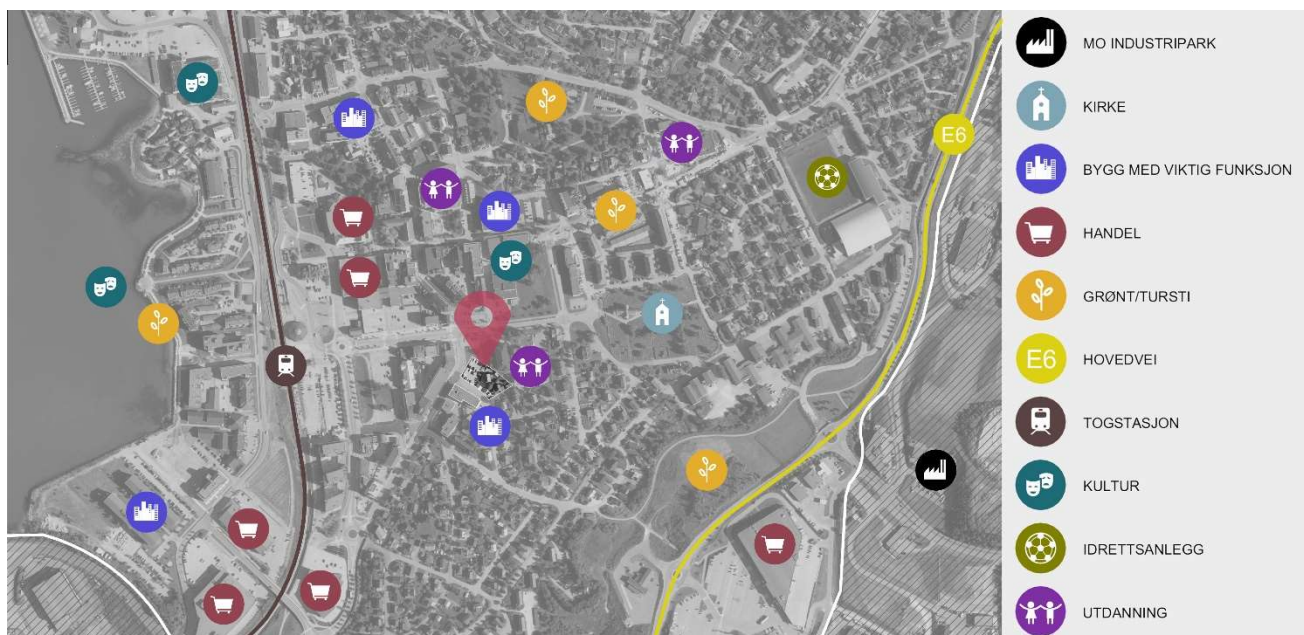 E6
MO INDUSTRIPARK
KIRKE
BYGG MED VIKTIG FUNKSJON
HANDEL
GRØNT/TURSTI
E6
HOVEDVEI
TOGSTASJON
KULTUR
IDRETTSANLEGG
UTDANNING